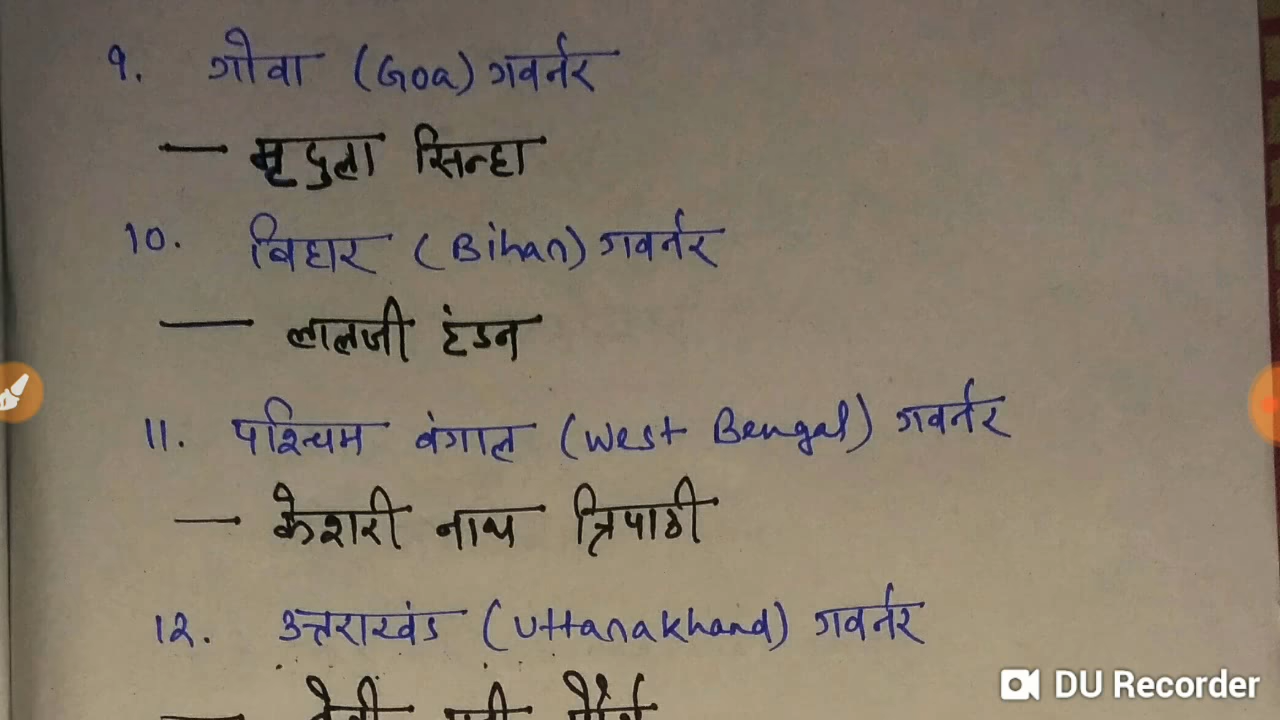 9. गोवा (Goa) गवर्नर
— मृदुला सिन्हा
10. बिहार (Bihar) गवर्नर
— लालजी टंडन
11. पश्चिम बंगाल (West Bengal) गवर्नर
— केशरी नाथ त्रिपाठी
12. उत्तराखंड (Uttarakhand) गवर्नर
DU Recorder